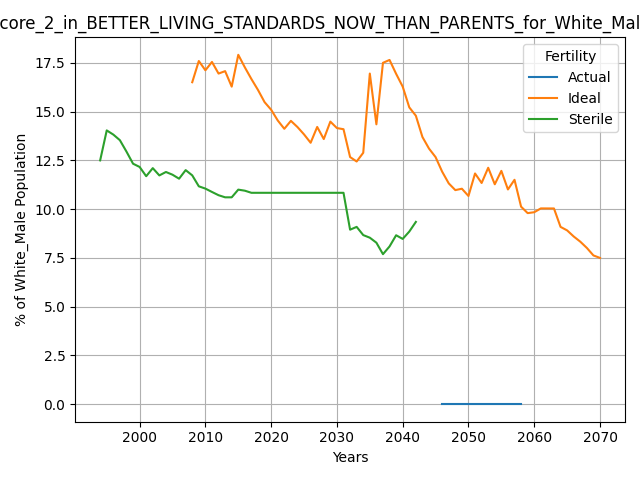 core_2_in_BETTER_LIVING_STANDARDS_NOW_THAN_PARENTS_for_White_Mal
Fertility
Actual
Ideal
Sterile
% of White_Male Population
17.5
15.0
12.5
10.0
7.5
5.0
2.5
0.0
2000
2010
2020
2030
2040
2050
2060
2070
Years